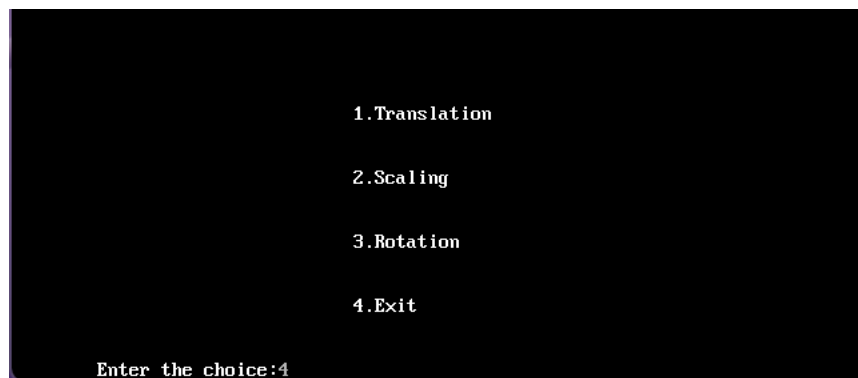 1.Translation
2.Scaling
3.Rotation
4.Exit
Enter the choice:4